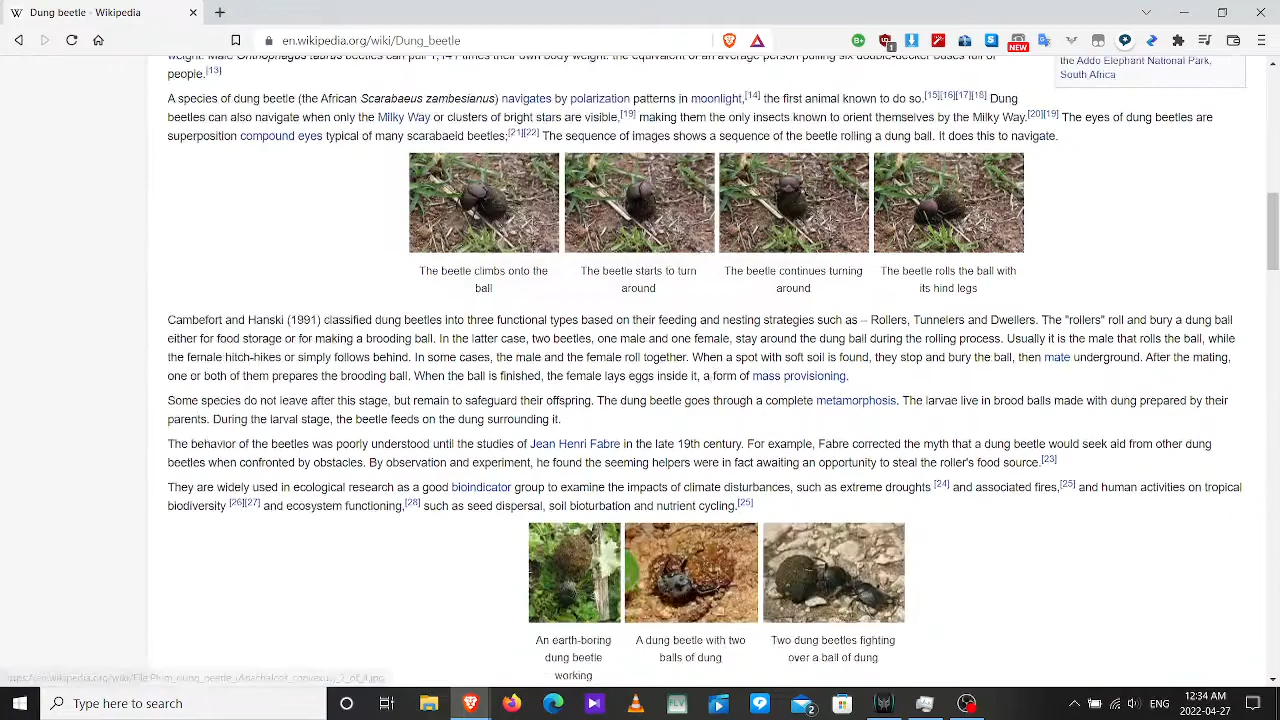 Dung beetle - Wikipedia
en.wikipedia.org/wiki/Dung_beetle
1
NEW
people.[13]
the Addo Elephant National Park,
South Africa
A species of dung beetle (the African Scarabaeus zambesianus) navigates by polarization patterns in moonlight,[14] the first animal known to do so.[15][16][17][18] Dung
beetles can also navigate when only the Milky Way or clusters of bright stars are visible,[19] making them the only insects known to orient themselves by the Milky Way.[20][19] The eyes of dung beetles are
superposition compound eyes typical of many scarabaeid beetles;[21][22] The sequence of images shows a sequence of the beetle rolling a dung ball. It does this to navigate.
The beetle climbs onto the
ball
The beetle starts to turn
around
The beetle continues turning
around
The beetle rolls the ball with
its hind legs
Cambefort and Hanski (1991) classified dung beetles into three functional types based on their feeding and nesting strategies such as – Rollers, Tunnelers and Dwellers. The "rollers" roll and bury a dung ball
either for food storage or for making a brooding ball. In the latter case, two beetles, one male and one female, stay around the dung ball during the rolling process. Usually it is the male that rolls the ball, while
the female hitch-hikes or simply follows behind. In some cases, the male and the female roll together. When a spot with soft soil is found, they stop and bury the ball, then mate underground. After the mating,
one or both of them prepares the brooding ball. When the ball is finished, the female lays eggs inside it, a form of mass provisioning.
Some species do not leave after this stage, but remain to safeguard their offspring. The dung beetle goes through a complete metamorphosis. The larvae live in brood balls made with dung prepared by their
parents. During the larval stage, the beetle feeds on the dung surrounding it.
The behavior of the beetles was poorly understood until the studies of Jean Henri Fabre in the late 19th century. For example, Fabre corrected the myth that a dung beetle would seek aid from other dung
beetles when confronted by obstacles. By observation and experiment, he found the seeming helpers were in fact awaiting an opportunity to steal the roller's food source.[23]
They are widely used in ecological research as a good bioindicator group to examine the impacts of climate disturbances, such as extreme droughts [24] and associated fires,[25] and human activities on tropical
biodiversity [26][27] and ecosystem functioning,[28] such as seed dispersal, soil bioturbation and nutrient cycling.[25]
An earth-boring
dung beetle
working
A dung beetle with two
balls of dung
Two dung beetles fighting
over a ball of dung
Type here to search
FLV
2
ENG
12:34 AM
2022-04-27